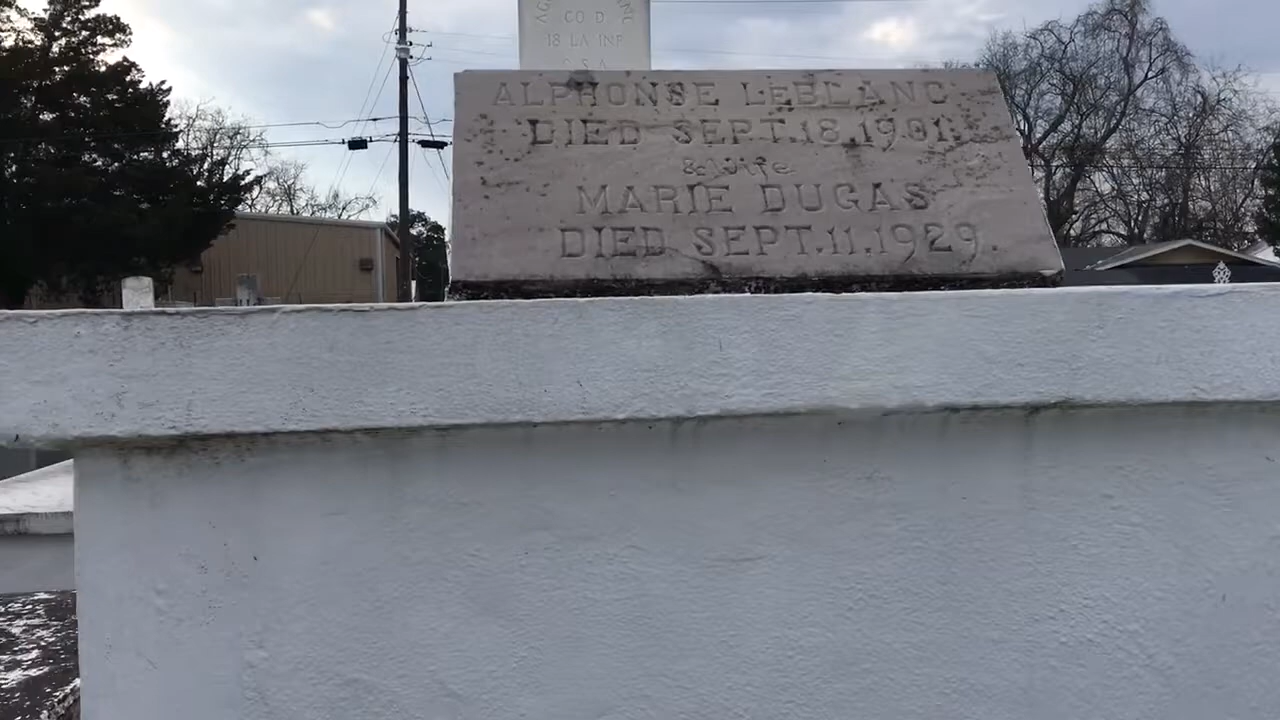 CO D
18 LA INF
C S A
ALPHONSE LEBLANC
DIED SEPT.18.1901.
& Wife
MARIE DUGAS
DIED SEPT.11.1929.